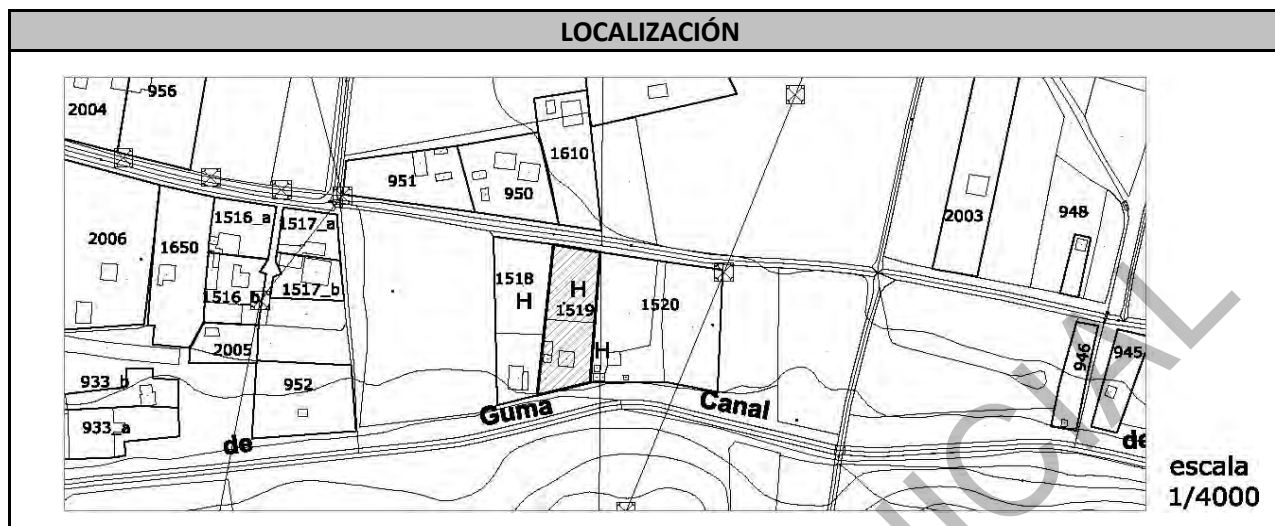 LOCALIZACIÓN
2004
956
951
950
1610
2003
948
2006
1650
1516_a
1517_a
1516_b
1517_b
2005
952
933_b
933_a
1518
H
H
1519
1520
H
946
945
de
Guma
Canal
de
escala
1/4000